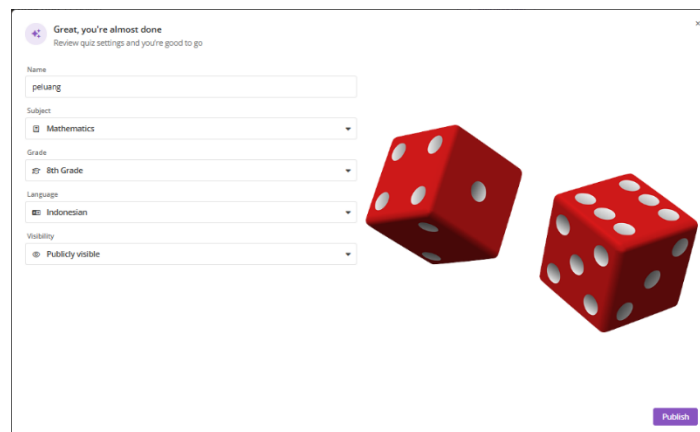 Great, you're almost done
Review quiz settings and you're good to go
Name
peluang
Subject
Mathematics
Grade
8th Grade
Language
Indonesian
Visibility
Publicly visible
Publish